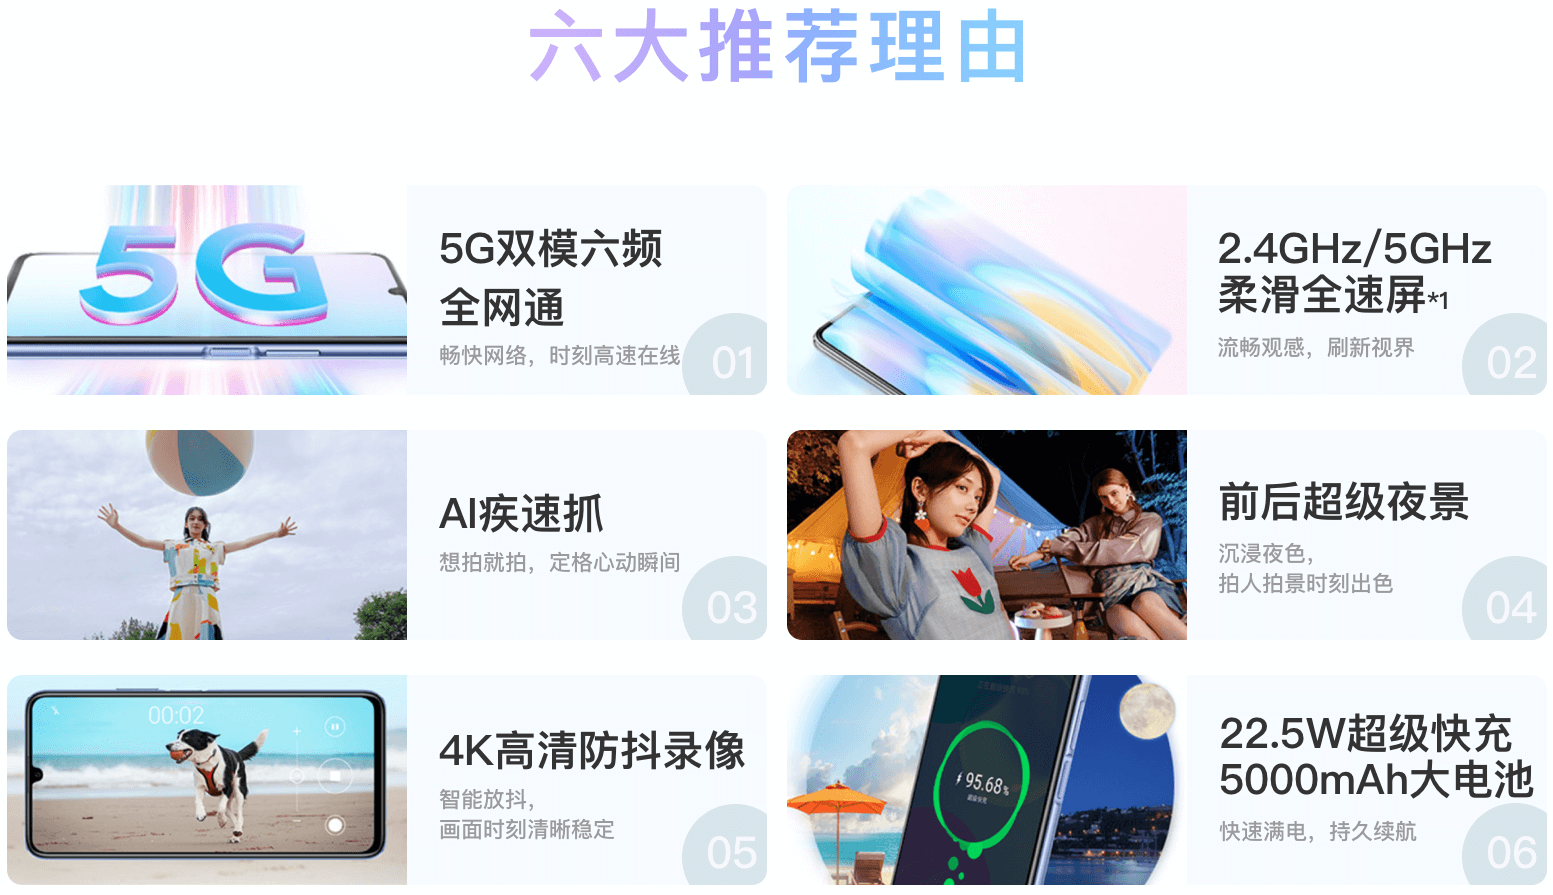 六大推荐理由
5G
5G双模六频
全网通
畅快网络，时刻高速在线
01
2.4GHz/5GHz
柔滑全速屏*1
流畅观感，刷新视界
02
AI疾速抓
想拍就拍，定格心动瞬间
03
前后超级夜景
沉浸夜色，
拍人拍景时刻出色
04
00:02
4K高清防抖录像
智能放抖，
画面时刻清晰稳定
05
95.68%
超级快充
22.5W超级快充
5000mAh大电池
快速满电，持久续航
06